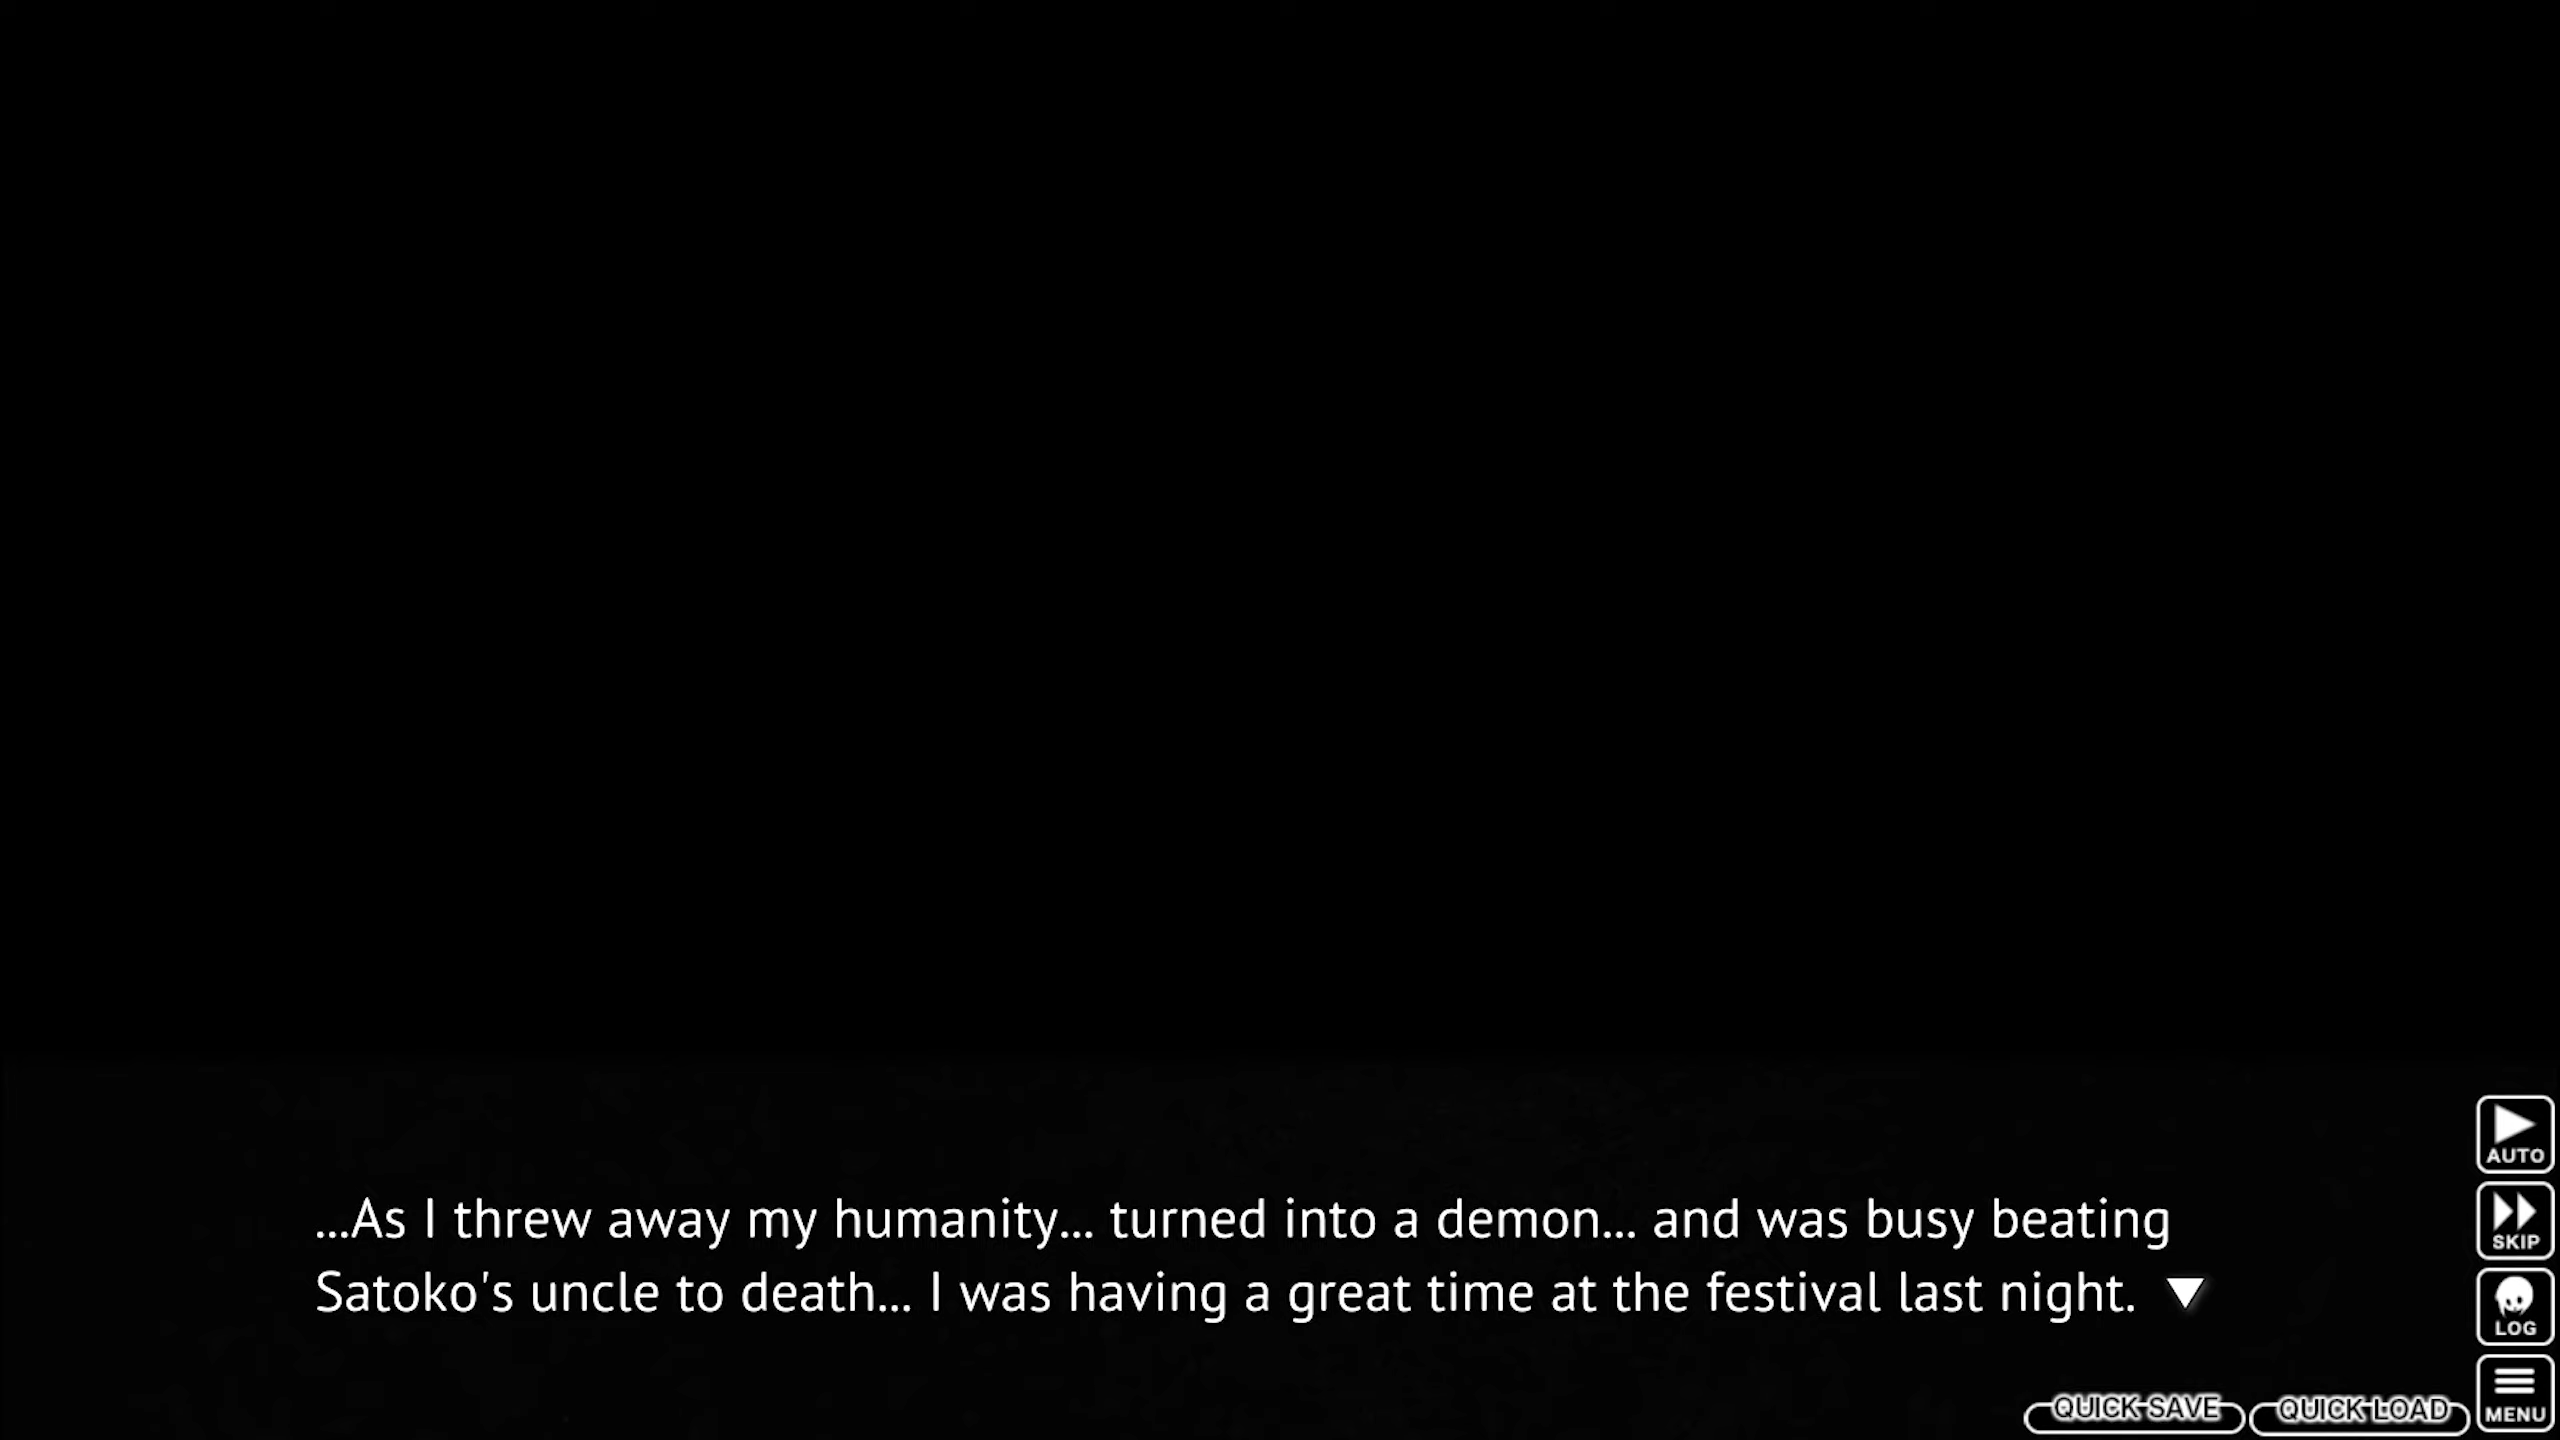 ...As I threw away my humanity... turned into a demon... and was busy beating
Satoko's uncle to death... I was having a great time at the festival last night.
AUTO
SKIP
LOG
MENU
QUICK SAVE
QUICK LOAD